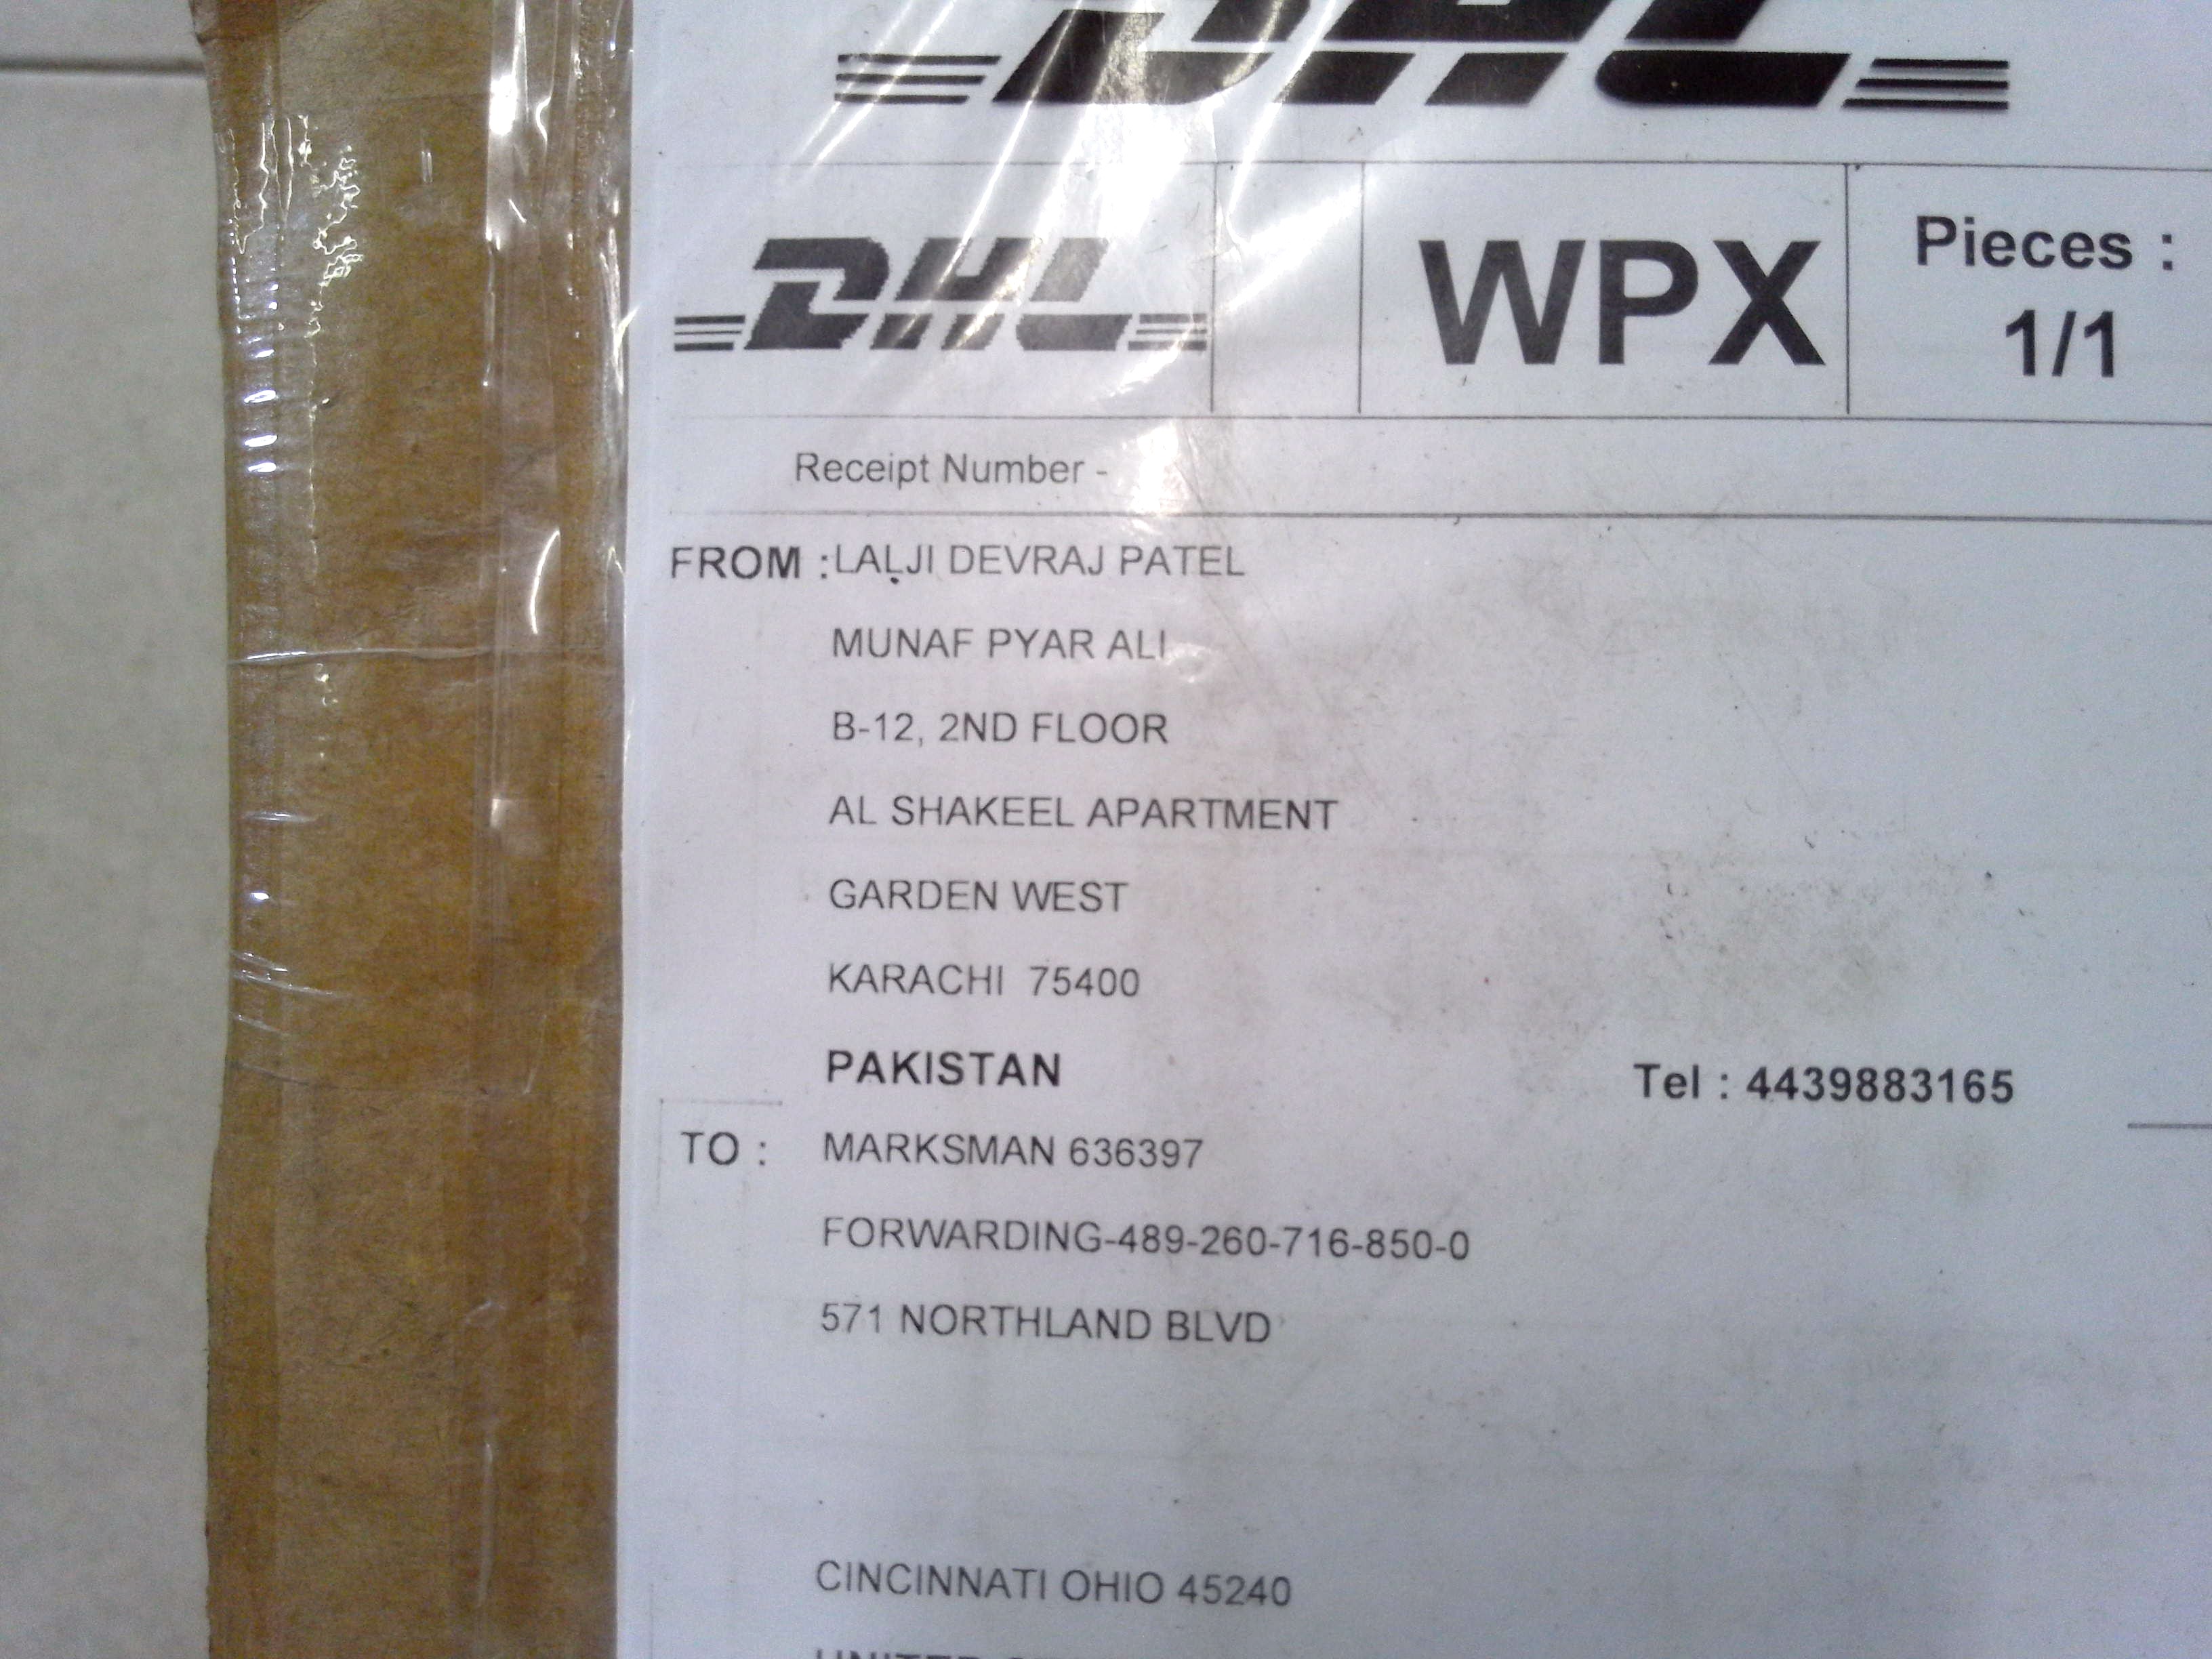 DHL
DHL WPX Pieces :
1/1
Receipt Number -
FROM : LALJI DEVRAJ PATEL
MUNAF PYAR ALI
B-12, 2ND FLOOR
AL SHAKEEL APARTMENT
GARDEN WEST
KARACHI 75400
PAKISTAN Tel : 4439883165
TO : MARKSMAN 636397
FORWARDING-489-260-716-850-0
571 NORTHLAND BLVD
CINCINNATI OHIO 45240